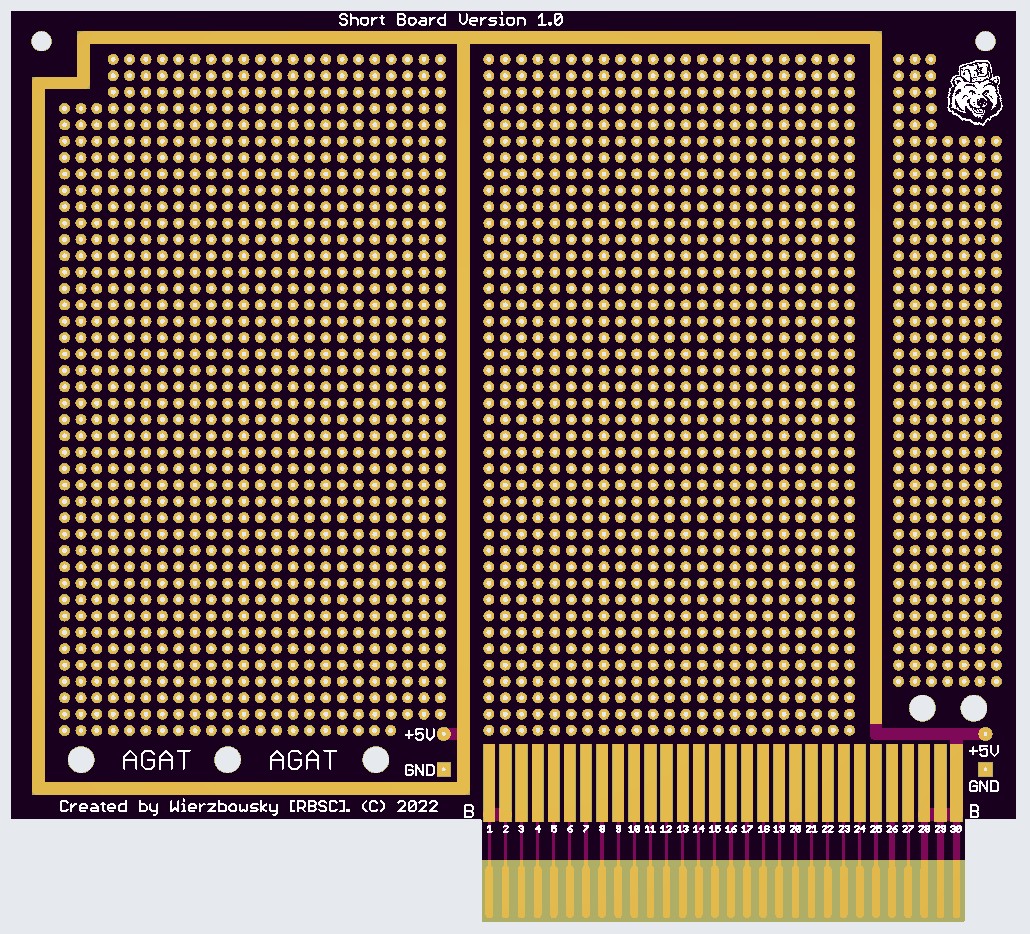 Short Board Version 1.0
+5V
AGAT AGAT
GND
+5V
GND
Created by Wierzbowsky [RBSC]. (C) 2022
B
B
1 2 3 4 5 6 7 8 9 10 11 12 13 14 15 16 17 18 19 20 21 22 23 24 25 26 27 28 29 30